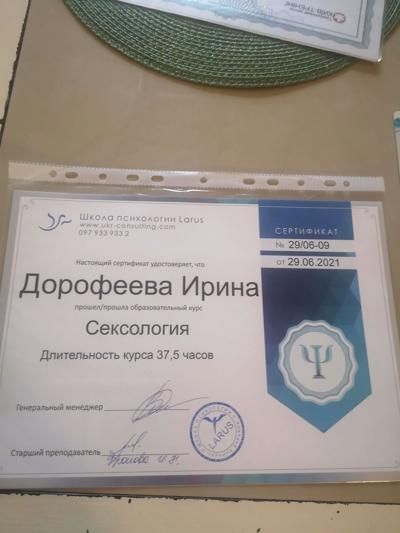 Школа психологии Larus
www.ukr-consulting.com
097 933 933 2
СЕРТИФИКАТ
№ 29/06-09
от 29.06.2021
Настоящий сертификат удостоверяет, что
Дорофеева Ирина
прошел/прошла образовательный курс
Сексология
Длительность курса 37,5 часов
Генеральный менеджер
LARUS
Старший преподаватель